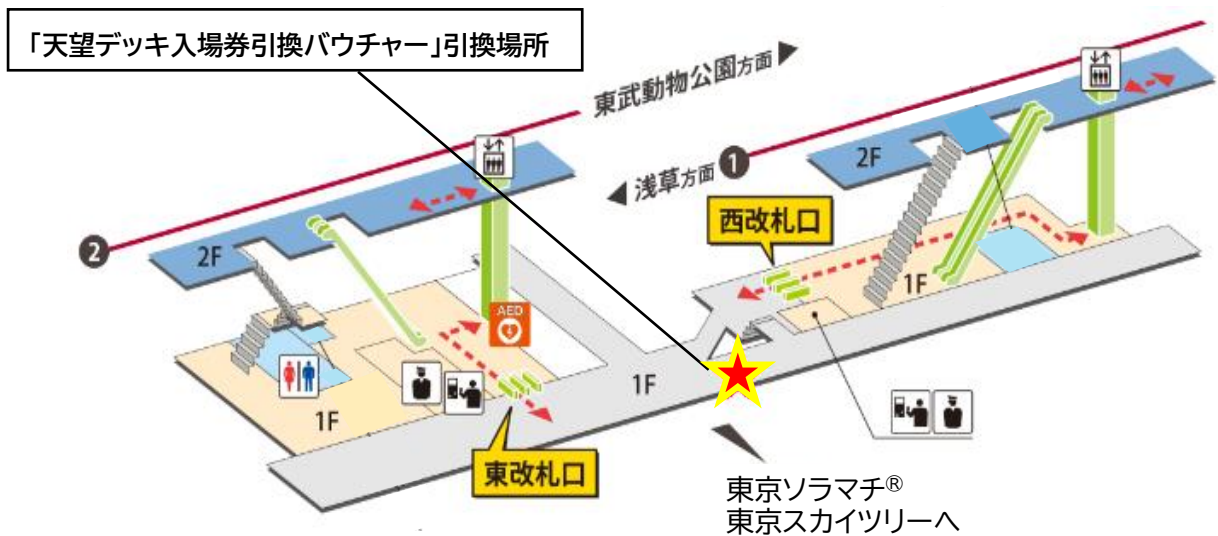 「天望デッキ入場券引換バウチャー」引換場所
東武動物公園方面▶
◀浅草方面
1
2F
西改札口
1F
2
2F
AED
1F
1F
東改札口
東京ソラマチ®
東京スカイツリーへ